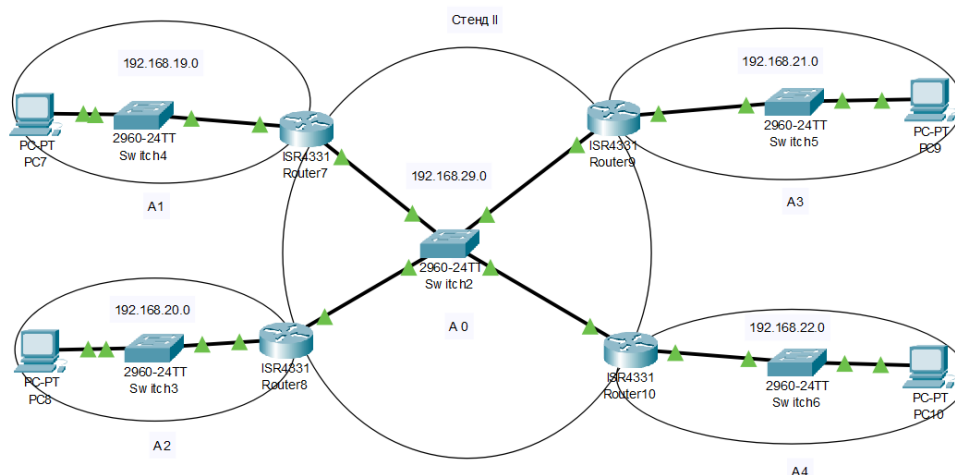 Стенд II
192.168.19.0
PC-PT
PC7
2960-24TT
Switch4
ISR4331
Router7
A1
192.168.21.0
ISR4331
Router9
2960-24TT
Switch5
PC-PT
PC9
A3
192.168.29.0
2960-24TT
Switch2
A 0
192.168.20.0
PC-PT
PC8
2960-24TT
Switch3
ISR4331
Router8
A2
192.168.22.0
ISR4331
Router10
2960-24TT
Switch6
PC-PT
PC10
A4